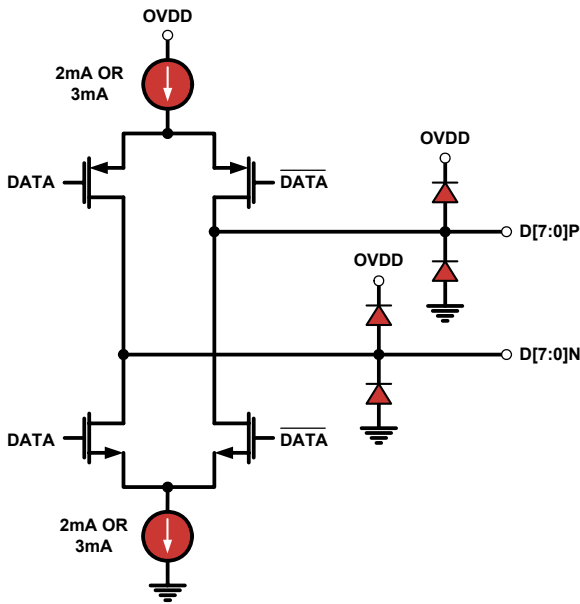 OVDD
2mA OR
3mA
OVDD
DATA
DATA
D[7:0]P
OVDD
D[7:0]N
DATA
DATA
2mA OR
3mA